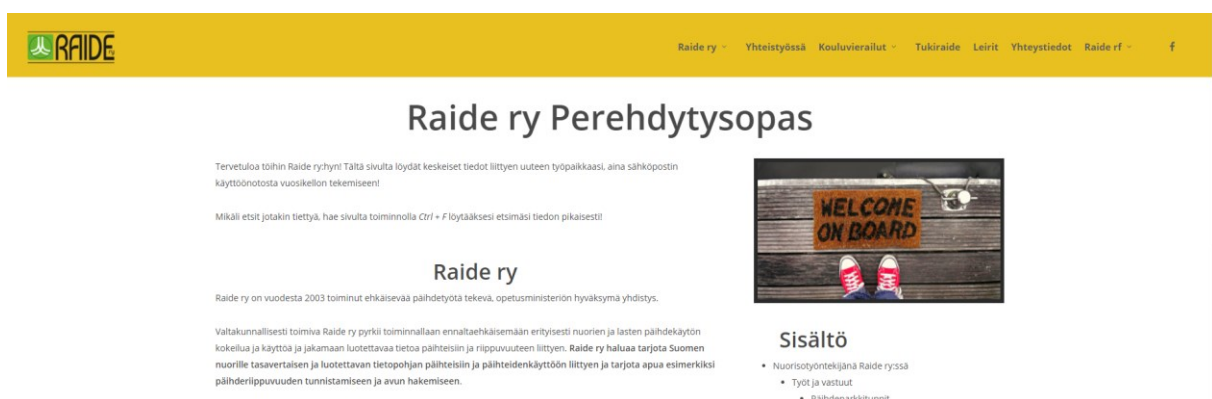 RAIDE ry
Raide ry Yhteistyössä Kouluvierailut Tukiraide Leirit Yhteystiedot Raide rf f
Raide ry Perehdytysopas
Tervetuloa töihin Raide ry:hyn! Tältä sivulta löydät keskeiset tiedot liittyen uuteen työpaikkaasi, aina sähköpostin
käyttöönotosta vuosikellon tekemiseen!
Mikäli etsit jotakin tiettyä, hae sivulta toiminnolla Ctrl + F löytääksesi etsimäsi tiedon pikaisesti!
Raide ry
Raide ry on vuodesta 2003 toiminut ehkäisevää päihdetyötä tekevä, opetusministeriön hyväksymä yhdistys.
Valtakunnallisesti toimiva Raide ry pyrkii toiminnallaan ennaltaehkäisemään erityisesti nuorien ja lasten päihdekäytön
kokeilua ja käyttöä ja jakamaan luotettavaa tietoa päihteisiin ja riippuvuuteen liittyen. Raide ry haluaa tarjota Suomen
nuorille tasavertaisen ja luotettavan tietopohjan päihteisiin ja päihteidenkäyttöön liittyen ja tarjota apua esimerkiksi
päihderiippuvuuden tunnistamiseen ja avun hakemiseen.
WELCOME
ON BOARD
Sisältö
• Nuorisotyöntekijänä Raide ry:ssä
• Työt ja vastuut
• Päihdeparkkitunnit